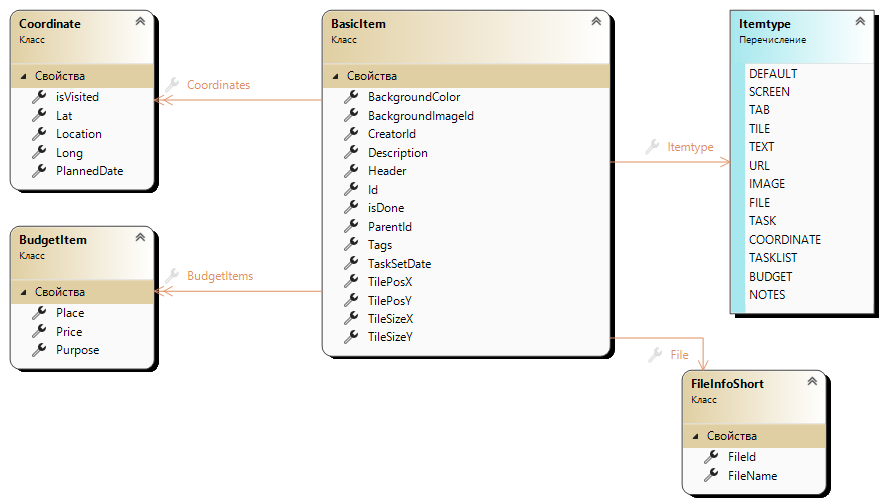 Coordinate
Класс
Свойства
isVisited
Lat
Location
Long
PlannedDate
Coordinates
BudgetItem
Класс
Свойства
Place
Price
Purpose
BudgetItems
BasicItem
Класс
Свойства
BackgroundColor
BackgroundImageId
CreatorId
Description
Header
Id
isDone
ParentId
Tags
TaskSetDate
TilePosX
TilePosY
TileSizeX
TileSizeY
Itemtype
Itemtype
Перечисление
DEFAULT
SCREEN
TAB
TILE
TEXT
URL
IMAGE
FILE
TASK
COORDINATE
TASKLIST
BUDGET
NOTES
File
FileInfoShort
Класс
Свойства
FileId
FileName